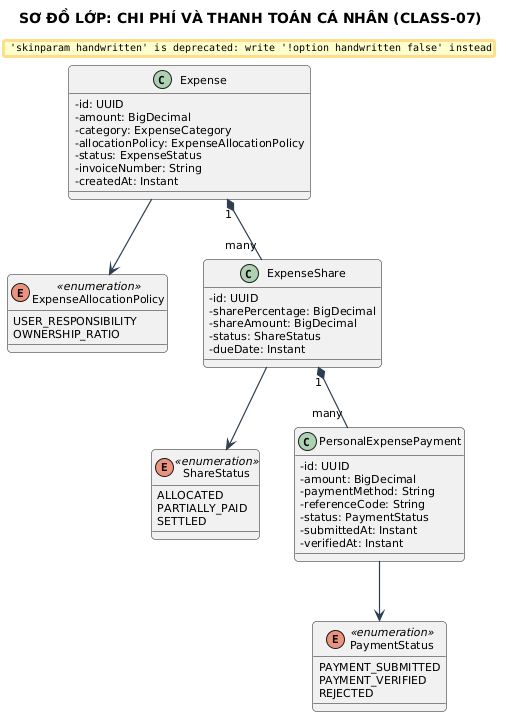 SƠ ĐỒ LỚP: CHI PHÍ VÀ THANH TOÁN CÁ NHÂN (CLASS-07)
'skinparam handwritten' is deprecated: write '!option handwritten false' instead
C Expense
-id: UUID
-amount: BigDecimal
-category: ExpenseCategory
-allocationPolicy: ExpenseAllocationPolicy
-status: ExpenseStatus
-invoiceNumber: String
-createdAt: Instant
1
many
E «enumeration»
ExpenseAllocationPolicy
USER_RESPONSIBILITY
OWNERSHIP_RATIO
C ExpenseShare
-id: UUID
-sharePercentage: BigDecimal
-shareAmount: BigDecimal
-status: ShareStatus
-dueDate: Instant
1
many
E «enumeration»
ShareStatus
ALLOCATED
PARTIALLY_PAID
SETTLED
C PersonalExpensePayment
-id: UUID
-amount: BigDecimal
-paymentMethod: String
-referenceCode: String
-status: PaymentStatus
-submittedAt: Instant
-verifiedAt: Instant
E «enumeration»
PaymentStatus
PAYMENT_SUBMITTED
PAYMENT_VERIFIED
REJECTED